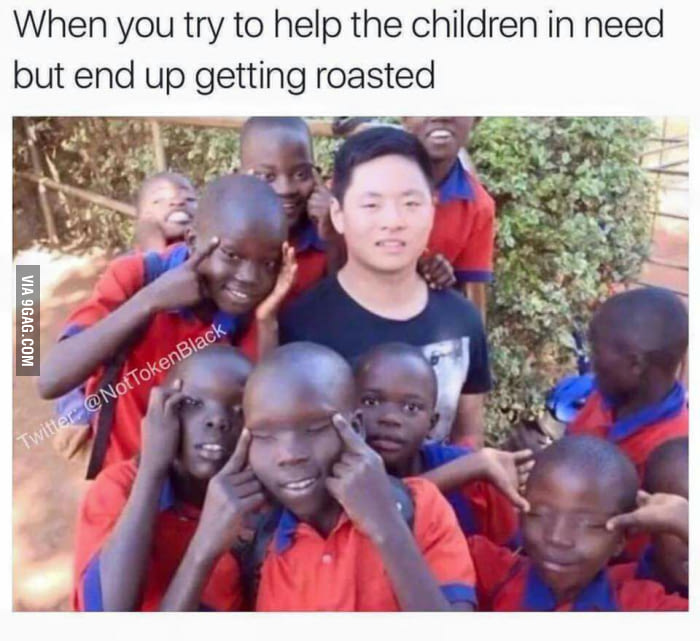 When you try to help the children in need
but end up getting roasted
VIA 9GAG.COM
Twitter: @NotTokenBlack